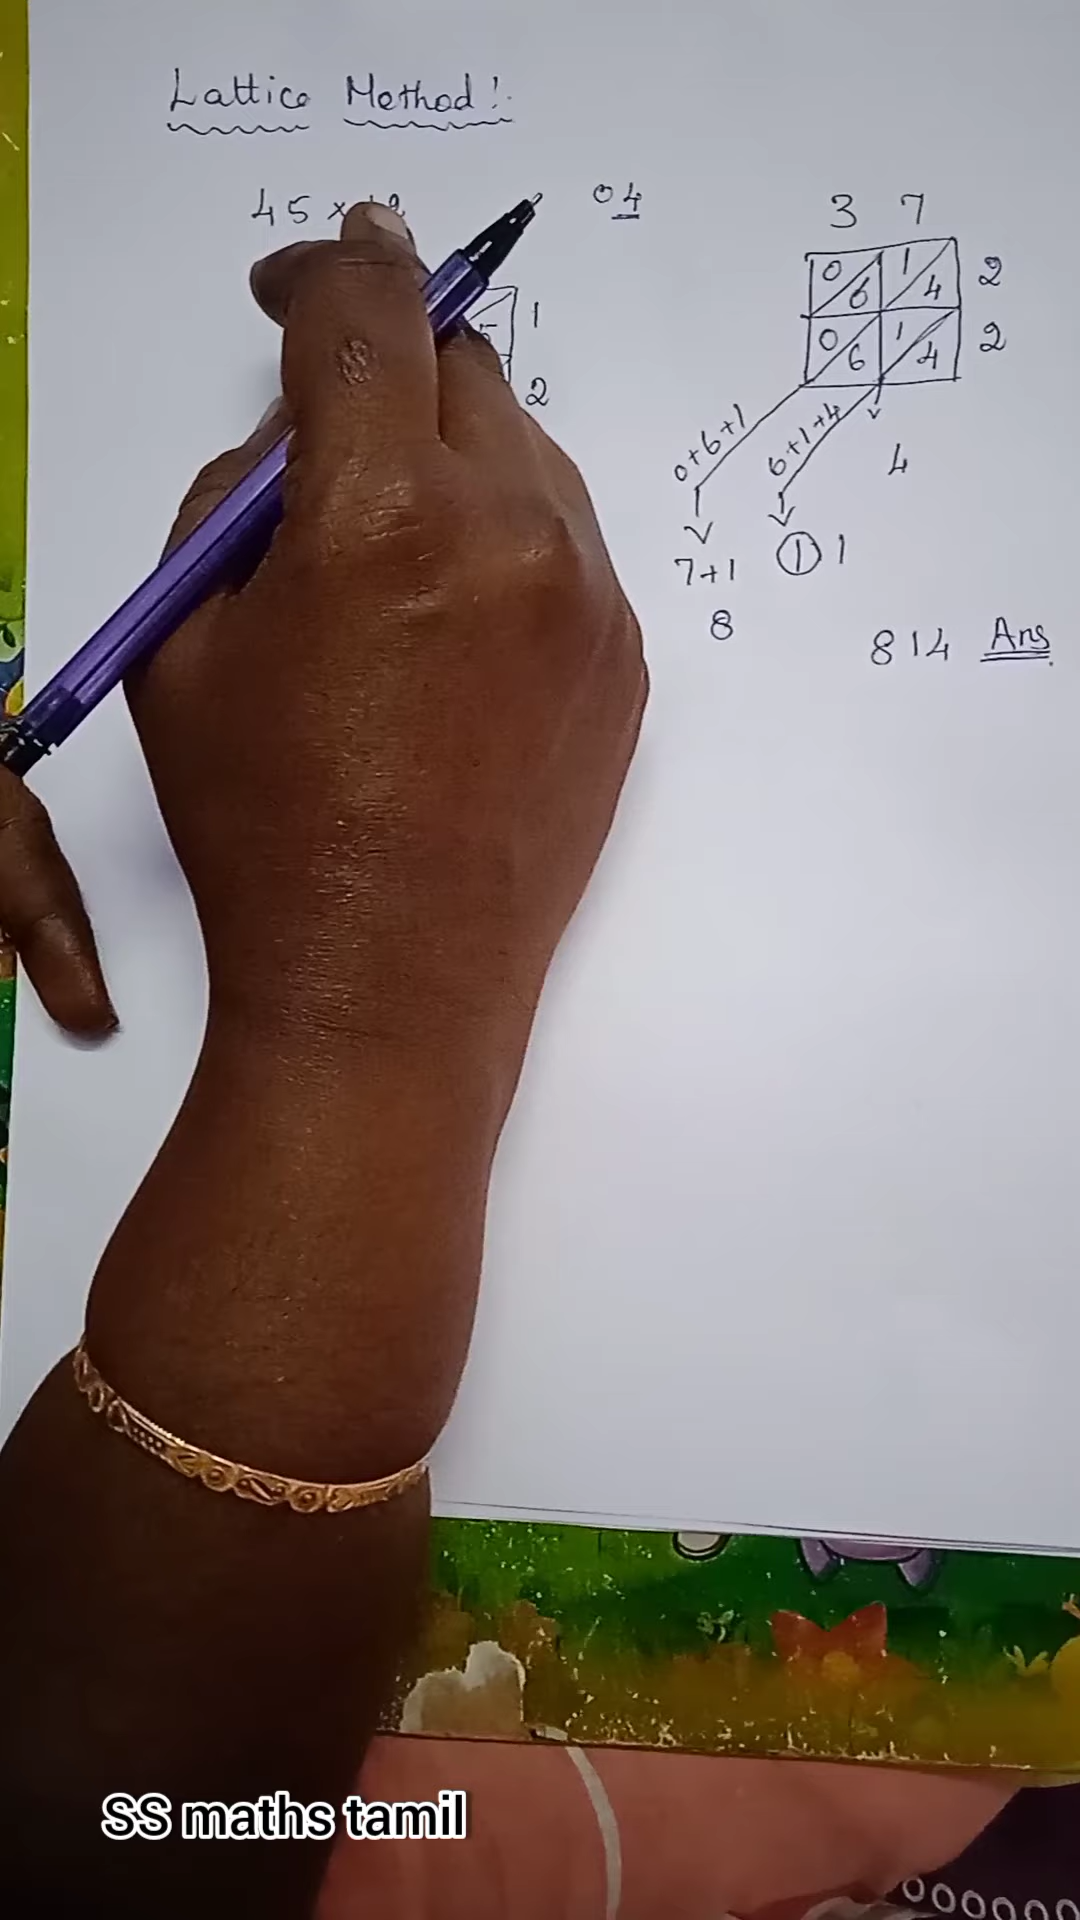 Lattice Method :-
45 ×
04
1
2
3 7
0 6 1 4 2
0 6 1 4 2
0+6+1 6+1+4
4
7+1 ① 1
8
814 Ans
SS maths tamil